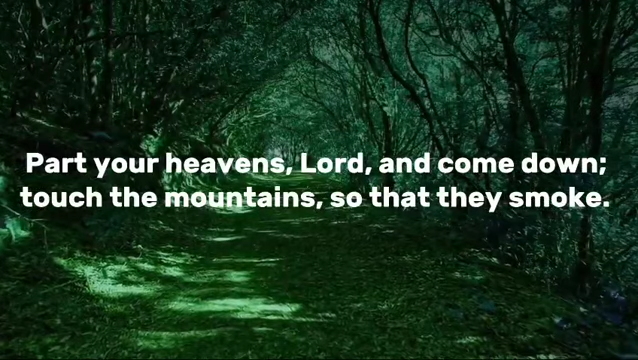 Part your heavens, Lord, and come down;
touch the mountains, so that they smoke.